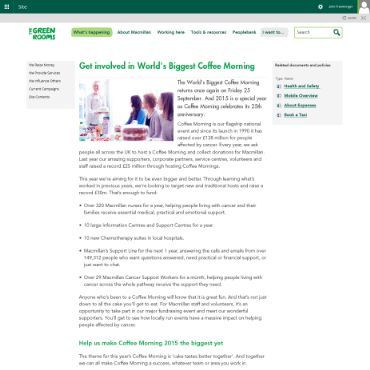 Site
THE GREEN ROOMS
What's happening
About Macmillan
Working here
Tools & resources
Peoplebank
I want to...
Search
We Raise Money
We Provide Services
We Influence Others
Current Campaigns
Site Contents
Get involved in World's Biggest Coffee Morning
The World's Biggest Coffee Morning
returns once again on Friday 25
September. And 2015 is a special year
as Coffee Morning celebrates its 25th
anniversary.
Coffee Morning is our flagship national
event and since its launch in 1990 it has
raised over £138 million for people
affected by cancer. Every year, we ask
people all across the UK to host a Coffee Morning and collect donations for Macmillan.
Last year our amazing supporters, corporate partners, service centres, volunteers and
staff raised a record £25 million through hosting Coffee Mornings.
This year we're aiming for it to be even bigger and better. Through learning what's
worked in previous years, we're looking to target new and traditional hosts and raise a
record £30m. That's enough to fund:
• Over 520 Macmillan nurses for a year, helping people living with cancer and their
families receive essential medical, practical and emotional support.
• 10 large Information Centres and Support Centres for a year.
• 10 new Chemotherapy suites in local hospitals.
• Macmillan's Support Line for the next 1 year, answering the calls and emails from over
people who want questions answered, need practical or financial support, or
just want to chat.
• Over 29 Macmillan Cancer Support Workers for a month, helping people living with
cancer across the whole pathway receive the support they need.
Anyone who's been to a Coffee Morning will know that it is great fun. And that's not just
down to all the cake you'll get to eat. For Macmillan staff and volunteers, it's an
opportunity to take part in our major fundraising event and meet our wonderful
supporters. You'll get to see how locally run events have a massive impact on helping
people affected by cancer.
Help us make Coffee Morning 2015 the biggest yet
The theme for this year's Coffee Morning is 'cake tastes better together'. And together
we can all make Coffee Morning a success, whatever team or area you work in.
Related documents and policies
Type Name
Health and Safety
Mobile Overview
About Expenses
Book a Taxi